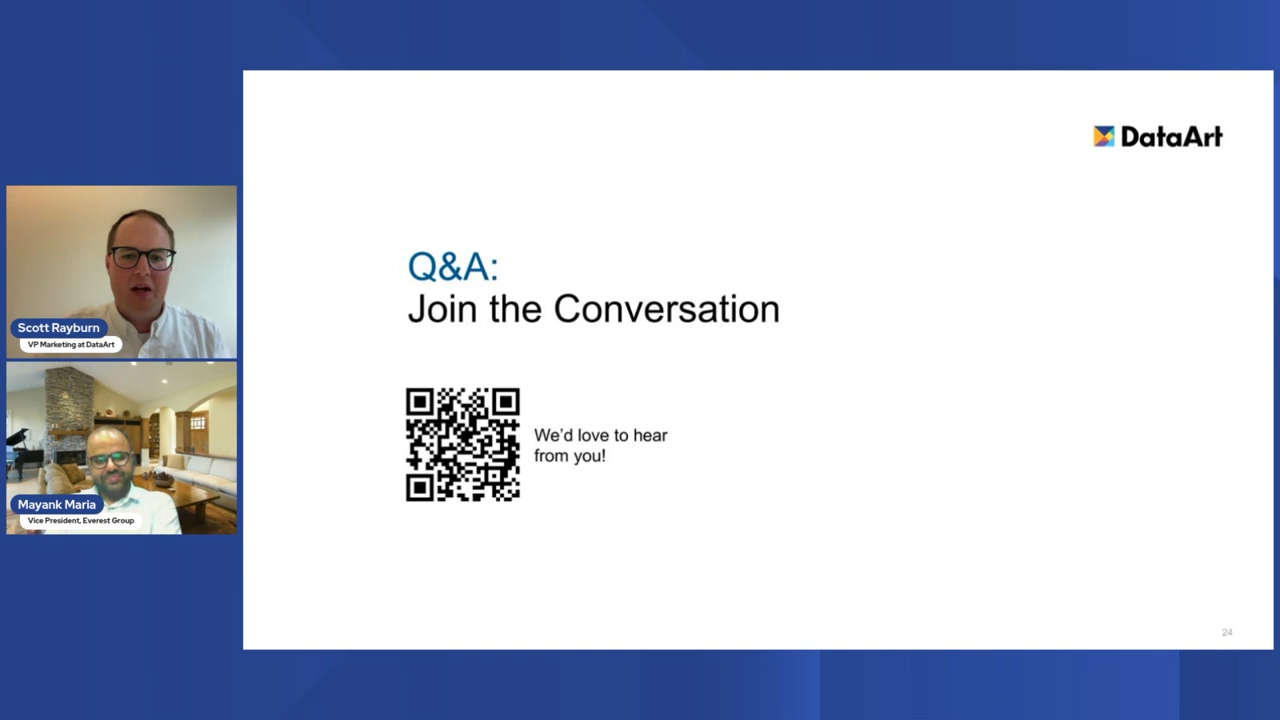 DataArt
Q&A:
Join the Conversation
We'd love to hear
from you!
24
Scott Rayburn
VP Marketing at DataArt
Mayank Maria
Vice President, Everest Group